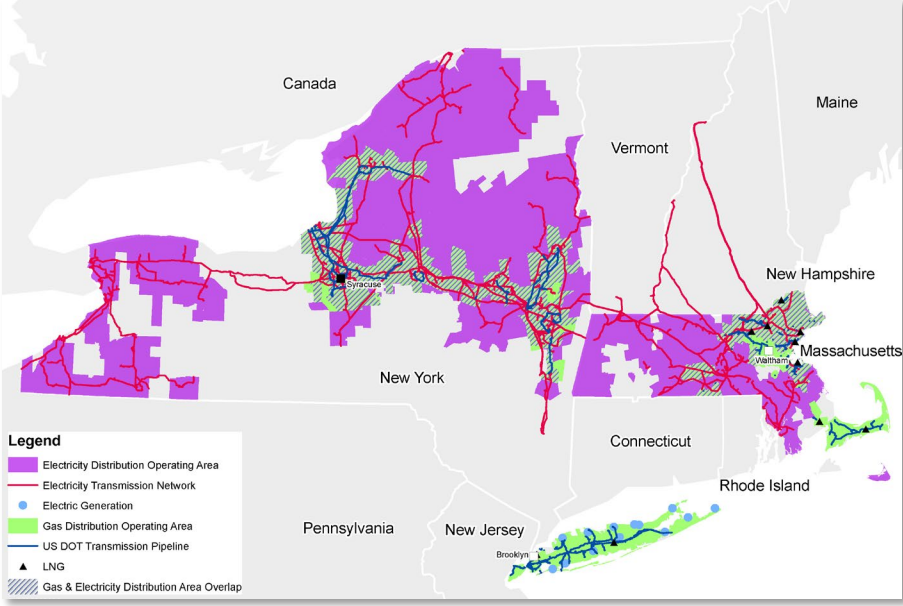 Canada
Maine
Vermont
New Hampshire
Syracuse
Massachusetts
Waltham
New York
Connecticut
Rhode Island
Pennsylvania
New Jersey
Brooklyn
Legend
Electricity Distribution Operating Area
Electricity Transmission Network
Electric Generation
Gas Distribution Operating Area
US DOT Transmission Pipeline
LNG
Gas & Electricity Distribution Area Overlap